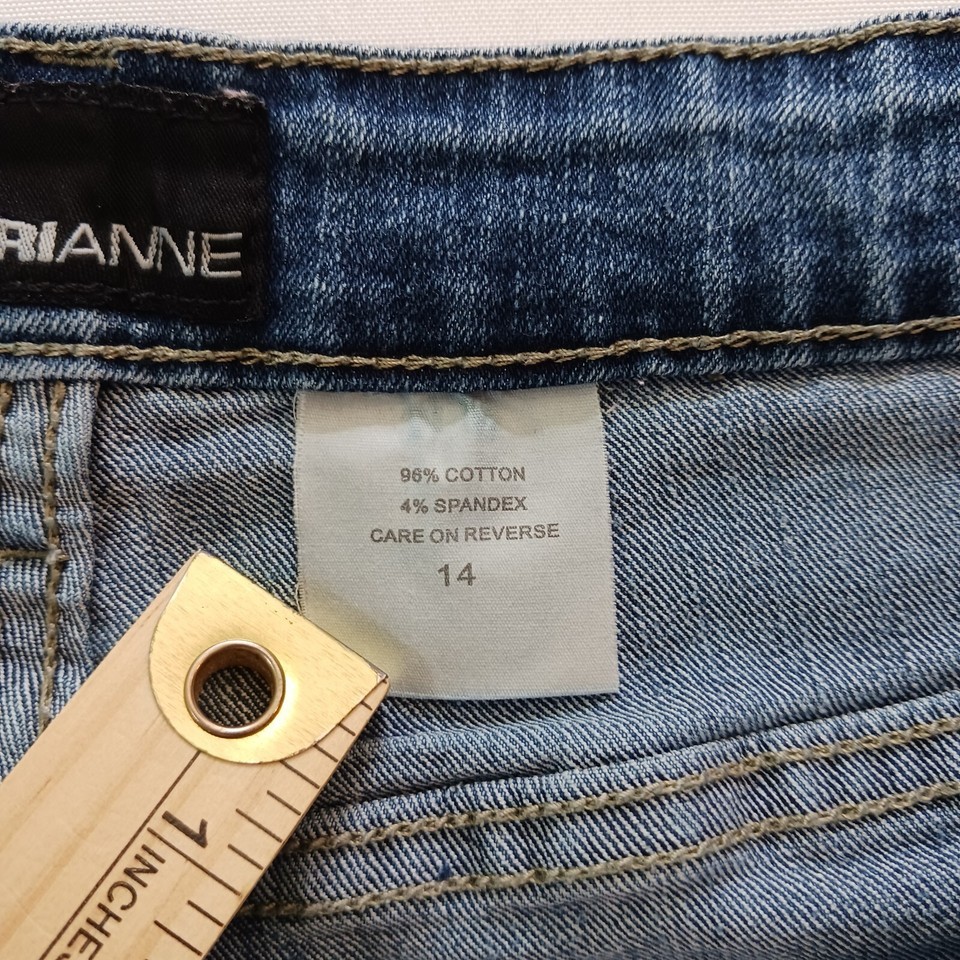 RIANNE
96% COTTON
4% SPANDEX
CARE ON REVERSE
14
1
INCHES